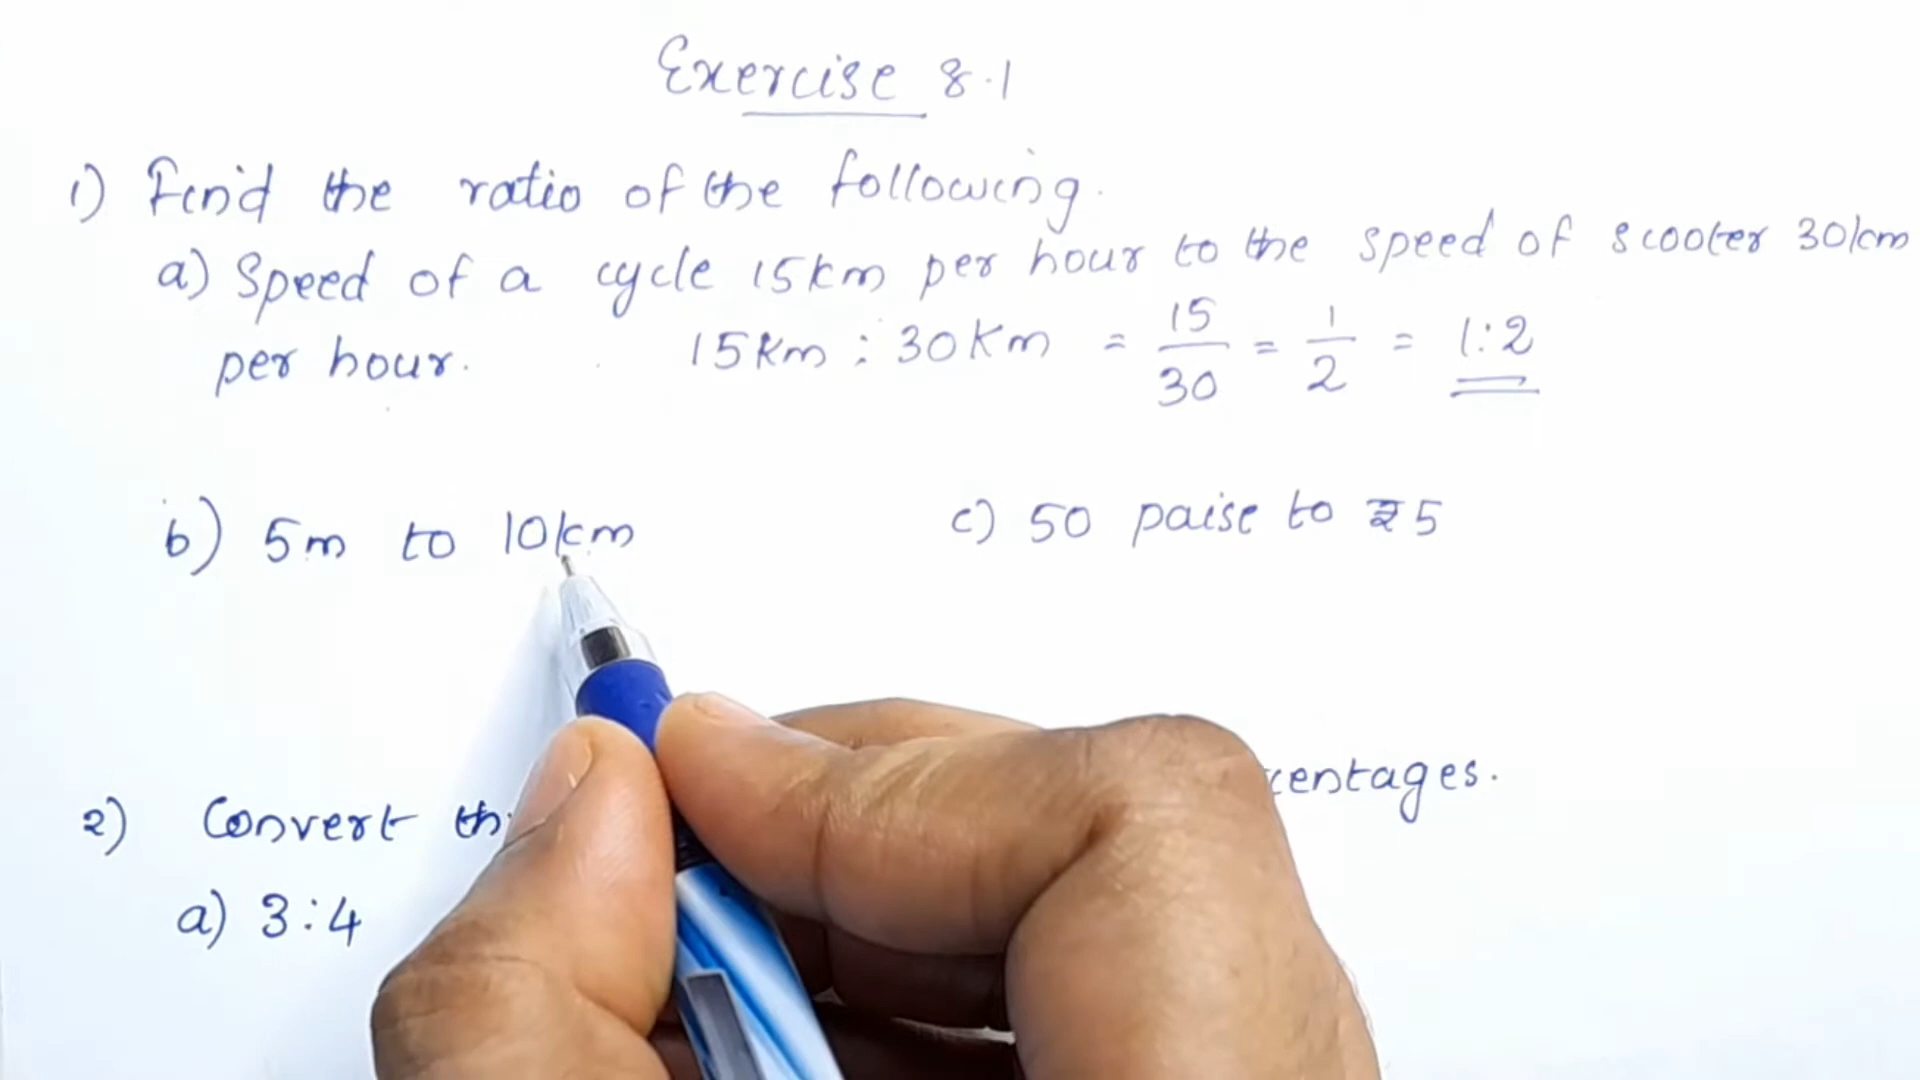 Exercise 8.1
1) Find the ratio of the following.
a) Speed of a cycle 15km per hour to the speed of scooter 30km
per hour. 15km : 30km = 15/30 = 1/2 = 1:2
b) 5m to 10km c) 50 paise to ₹5
2) Convert
a) 3:4